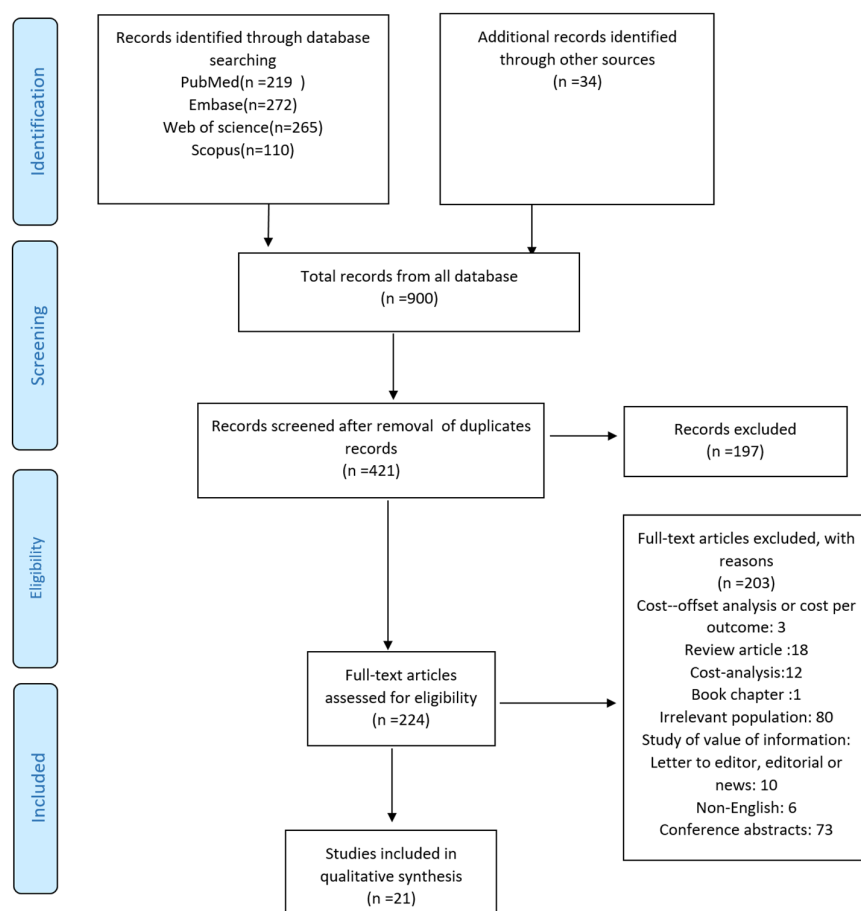 Identification
Records identified through database
searching
PubMed(n =219  )
Embase(n=272)
Web of science(n=265)
Scopus(n=110)
Additional records identified
through other sources
(n =34)
Screening
Total records from all database
(n =900)
Records screened after removal  of duplicates
records
(n =421)
Records excluded
(n =197)
Eligibility
Full-text articles
assessed for eligibility
(n =224)
Full-text articles excluded, with
reasons
(n =203)
Cost--offset analysis or cost per
outcome: 3
Review article :18
Cost-analysis:12
Book chapter :1
Irrelevant population: 80
Study of value of information:
Letter to editor, editorial or
news: 10
Non-English: 6
Conference abstracts: 73
Included
Studies included in
qualitative synthesis
(n =21)